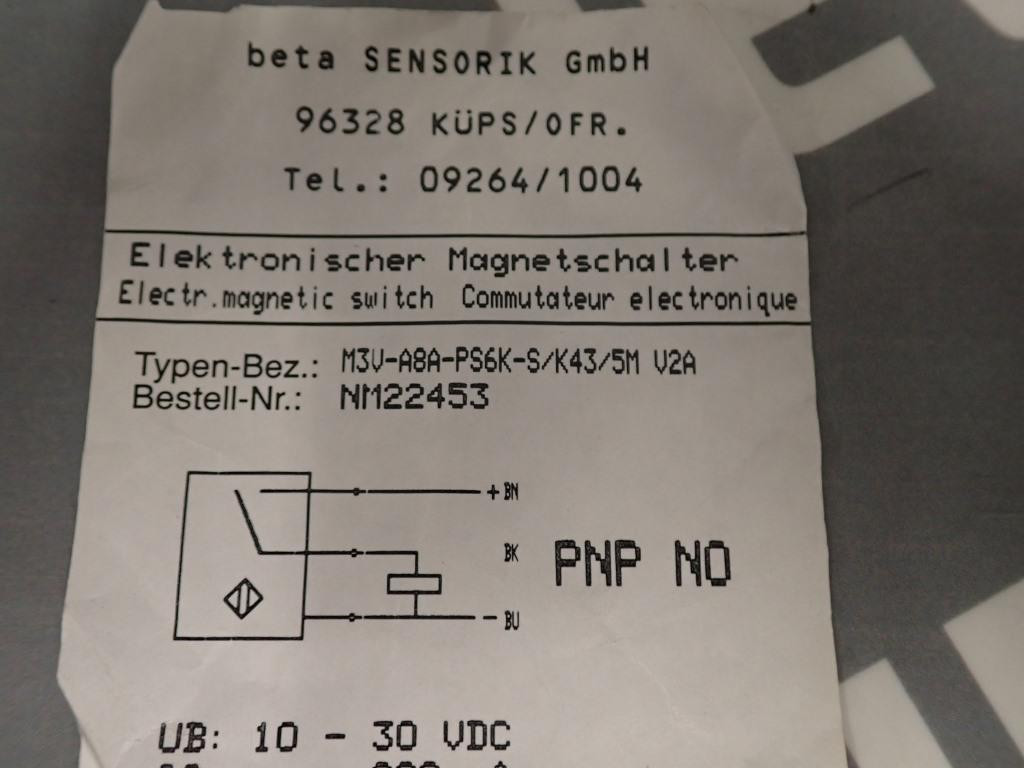 beta SENSORIK GmbH
96328 KÜPS/OFR.
Tel.: 09264/1004
Elektronischer Magnetschalter
Electr.magnetic switch Commutateur electronique
Typen-Bez.: M3V-A8A-PS6K-S/K43/5M V2A
Bestell-Nr.: NM22453
+ BN
BK
PNP NO
- BU
UB: 10 - 30 VDC